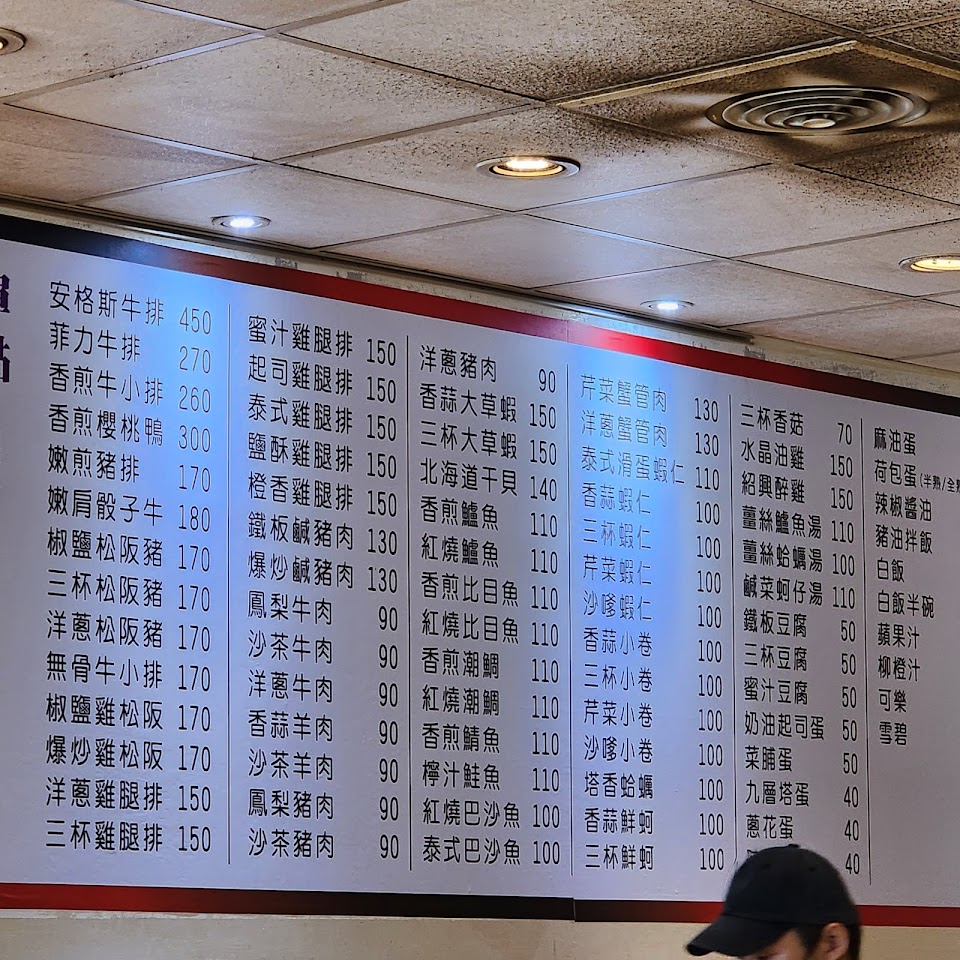 安格斯牛排 450
菲力牛排 270
香煎牛小排 260
香煎櫻桃鴨 300
嫩煎豬排 170
嫩肩骰子牛 180
椒鹽松阪豬 170
三杯松阪豬 170
洋蔥松阪豬 170
無骨牛小排 170
椒鹽雞松阪 170
爆炒雞松阪 170
洋蔥雞腿排 150
三杯雞腿排 150
蜜汁雞腿排 150
起司雞腿排 150
泰式雞腿排 150
鹽酥雞腿排 150
橙香雞腿排 150
鐵板鹹豬肉 130
爆炒鹹豬肉 130
鳳梨牛肉 90
沙茶牛肉 90
洋蔥牛肉 90
香蒜羊肉 90
沙茶羊肉 90
鳳梨豬肉 90
沙茶豬肉 90
洋蔥豬肉 90
香蒜大草蝦 150
三杯大草蝦 150
北海道干貝 140
香煎鱸魚 110
紅燒鱸魚 110
香煎比目魚 110
紅燒比目魚 110
香煎潮鯛 110
紅燒潮鯛 110
香煎鯖魚 110
檸汁鮭魚 110
紅燒巴沙魚 100
泰式巴沙魚 100
芹菜蟹管肉 130
洋蔥蟹管肉 130
泰式滑蛋蝦仁 110
香蒜蝦仁 100
三杯蝦仁 100
芹菜蝦仁 100
沙嗲蝦仁 100
香蒜小卷 100
三杯小卷 100
芹菜小卷 100
沙嗲小卷 100
塔香蛤蠣 100
香蒜鮮蚵 100
三杯鮮蚵 100
三杯香菇 70
水晶油雞 150
紹興醉雞 150
薑絲鱸魚湯 110
薑絲蛤蠣湯 100
鹹菜蚵仔湯 110
鐵板豆腐 50
三杯豆腐 50
蜜汁豆腐 50
奶油起司蛋 50
菜脯蛋 50
九層塔蛋 40
蔥花蛋 40
40
麻油蛋
荷包蛋(半熟/全
辣椒醬油
豬油拌飯
白飯
白飯半碗
蘋果汁
柳橙汁
可樂
雪碧